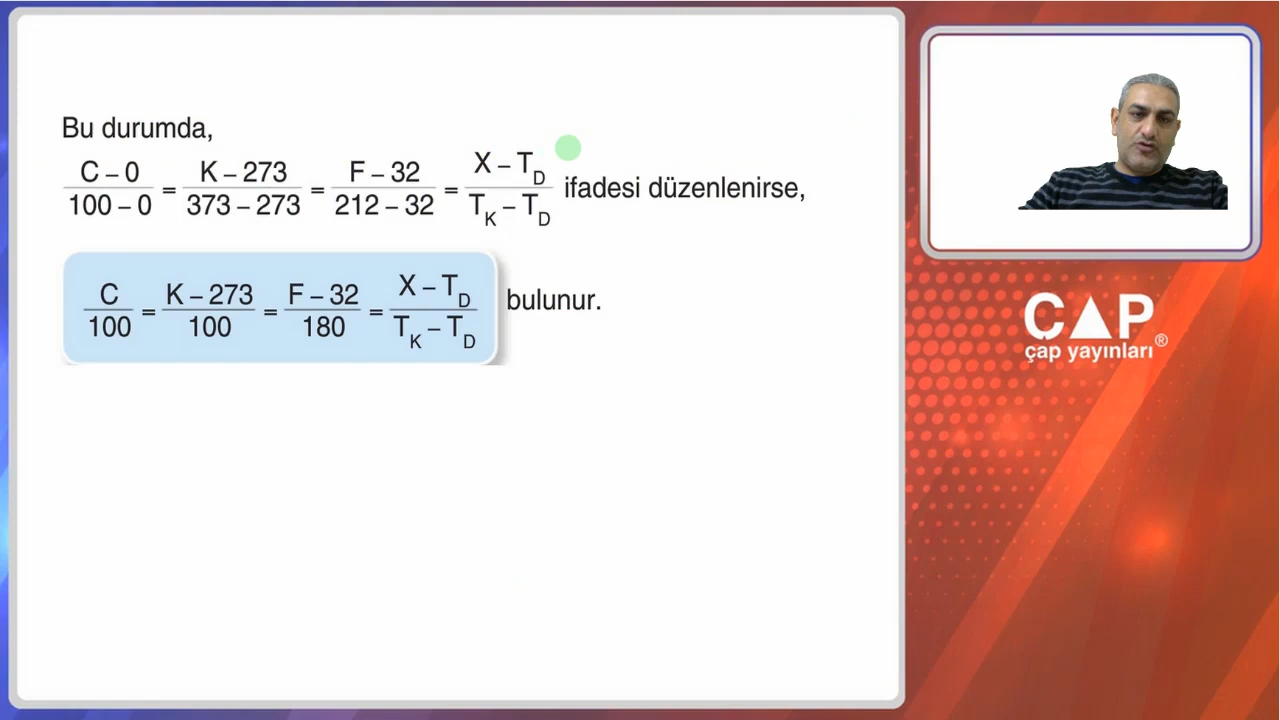 Bu durumda,
C – 0 / 100 – 0 = K – 273 / 373 – 273 = F – 32 / 212 – 32 = X – T_D / T_K – T_D ifadesi düzenlenirse,
C / 100 = K – 273 / 100 = F – 32 / 180 = X – T_D / T_K – T_D bulunur.
ÇAP
çap yayınları®